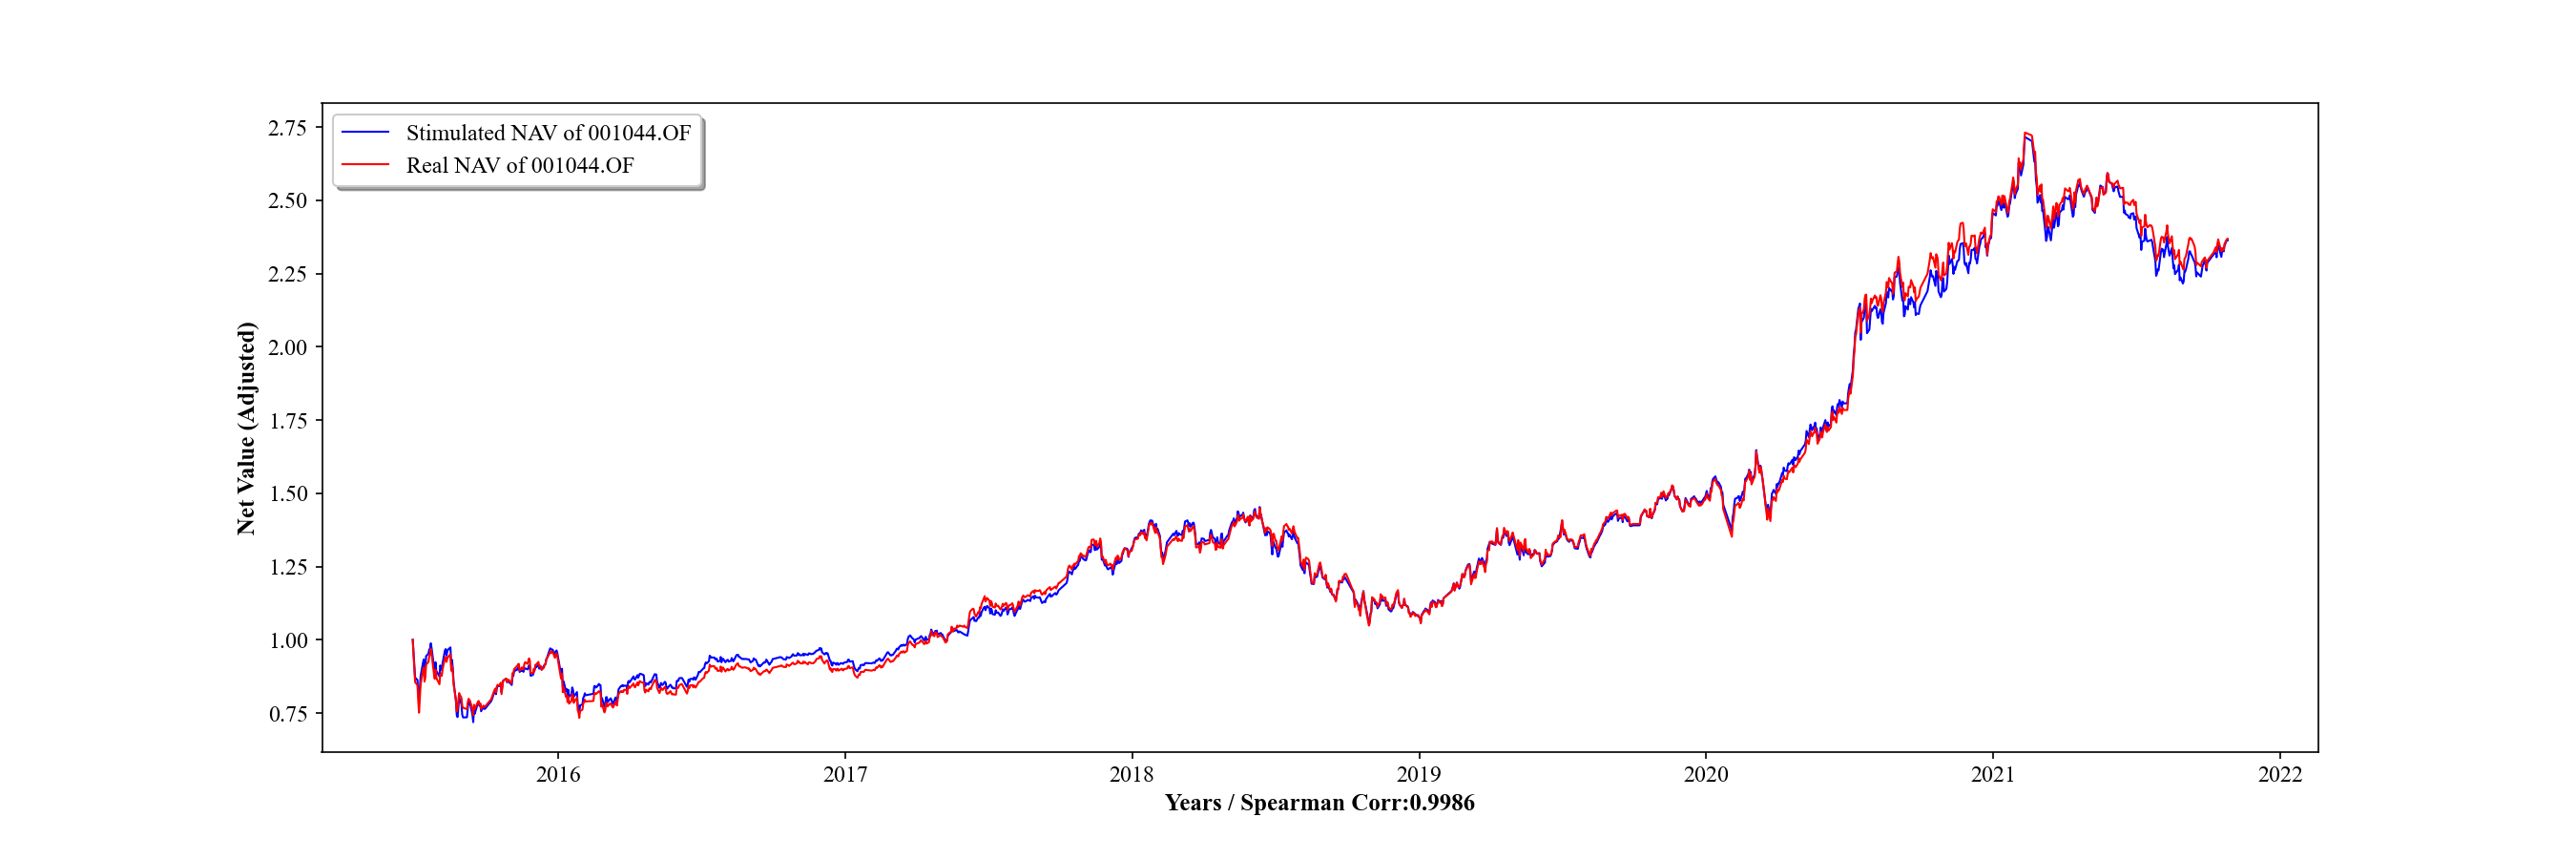 2.75
2.50
2.25
2.00
1.75
1.50
1.25
1.00
0.75
Net Value (Adjusted)
Stimulated NAV of 001044.OF
Real NAV of 001044.OF
2016 2017 2018 2019 2020 2021 2022
Years / Spearman Corr:0.9986